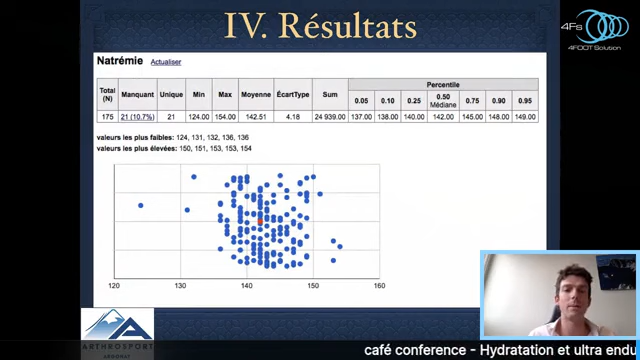 IV. Résultats
4Fs
4FOOT Solution
Natrémie Actualiser
Total (N) Manquant Unique Min Max Moyenne ÉcartType Sum Percentile
0.05 0.10 0.25 0.50 Médiane 0.75 0.90 0.95
175 21 (10.7%) 21 124.00 154.00 142.51 4.18 24 939.00 137.00 138.00 140.00 142.00 145.00 148.00 149.00
valeurs les plus faibles: 124, 131, 132, 136, 136
valeurs les plus élevées: 150, 151, 153, 153, 154
120 130 140 150 160
ARTHROSPORT
café conference - Hydratation et ultra endu